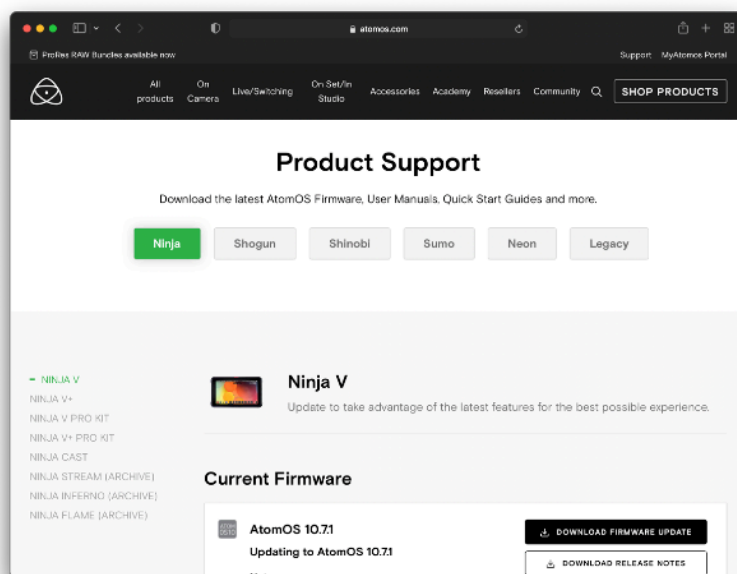 atomos.com
ProRes RAW Bundles available now
Support MyAtomos Portal
All products
On Camera
Live/Switching
On Set/In Studio
Accessories
Academy
Resellers
Community
SHOP PRODUCTS
Product Support
Download the latest AtomOS Firmware, User Manuals, Quick Start Guides and more.
Ninja
Shogun
Shinobi
Sumo
Neon
Legacy
NINJA V
NINJA V+
NINJA V PRO KIT
NINJA V+ PRO KIT
NINJA CAST
NINJA STREAM (ARCHIVE)
NINJA INFERNO (ARCHIVE)
NINJA FLAME (ARCHIVE)
Ninja V
Update to take advantage of the latest features for the best possible experience.
Current Firmware
AtomOS 10.7.1
Updating to AtomOS 10.7.1
DOWNLOAD FIRMWARE UPDATE
DOWNLOAD RELEASE NOTES